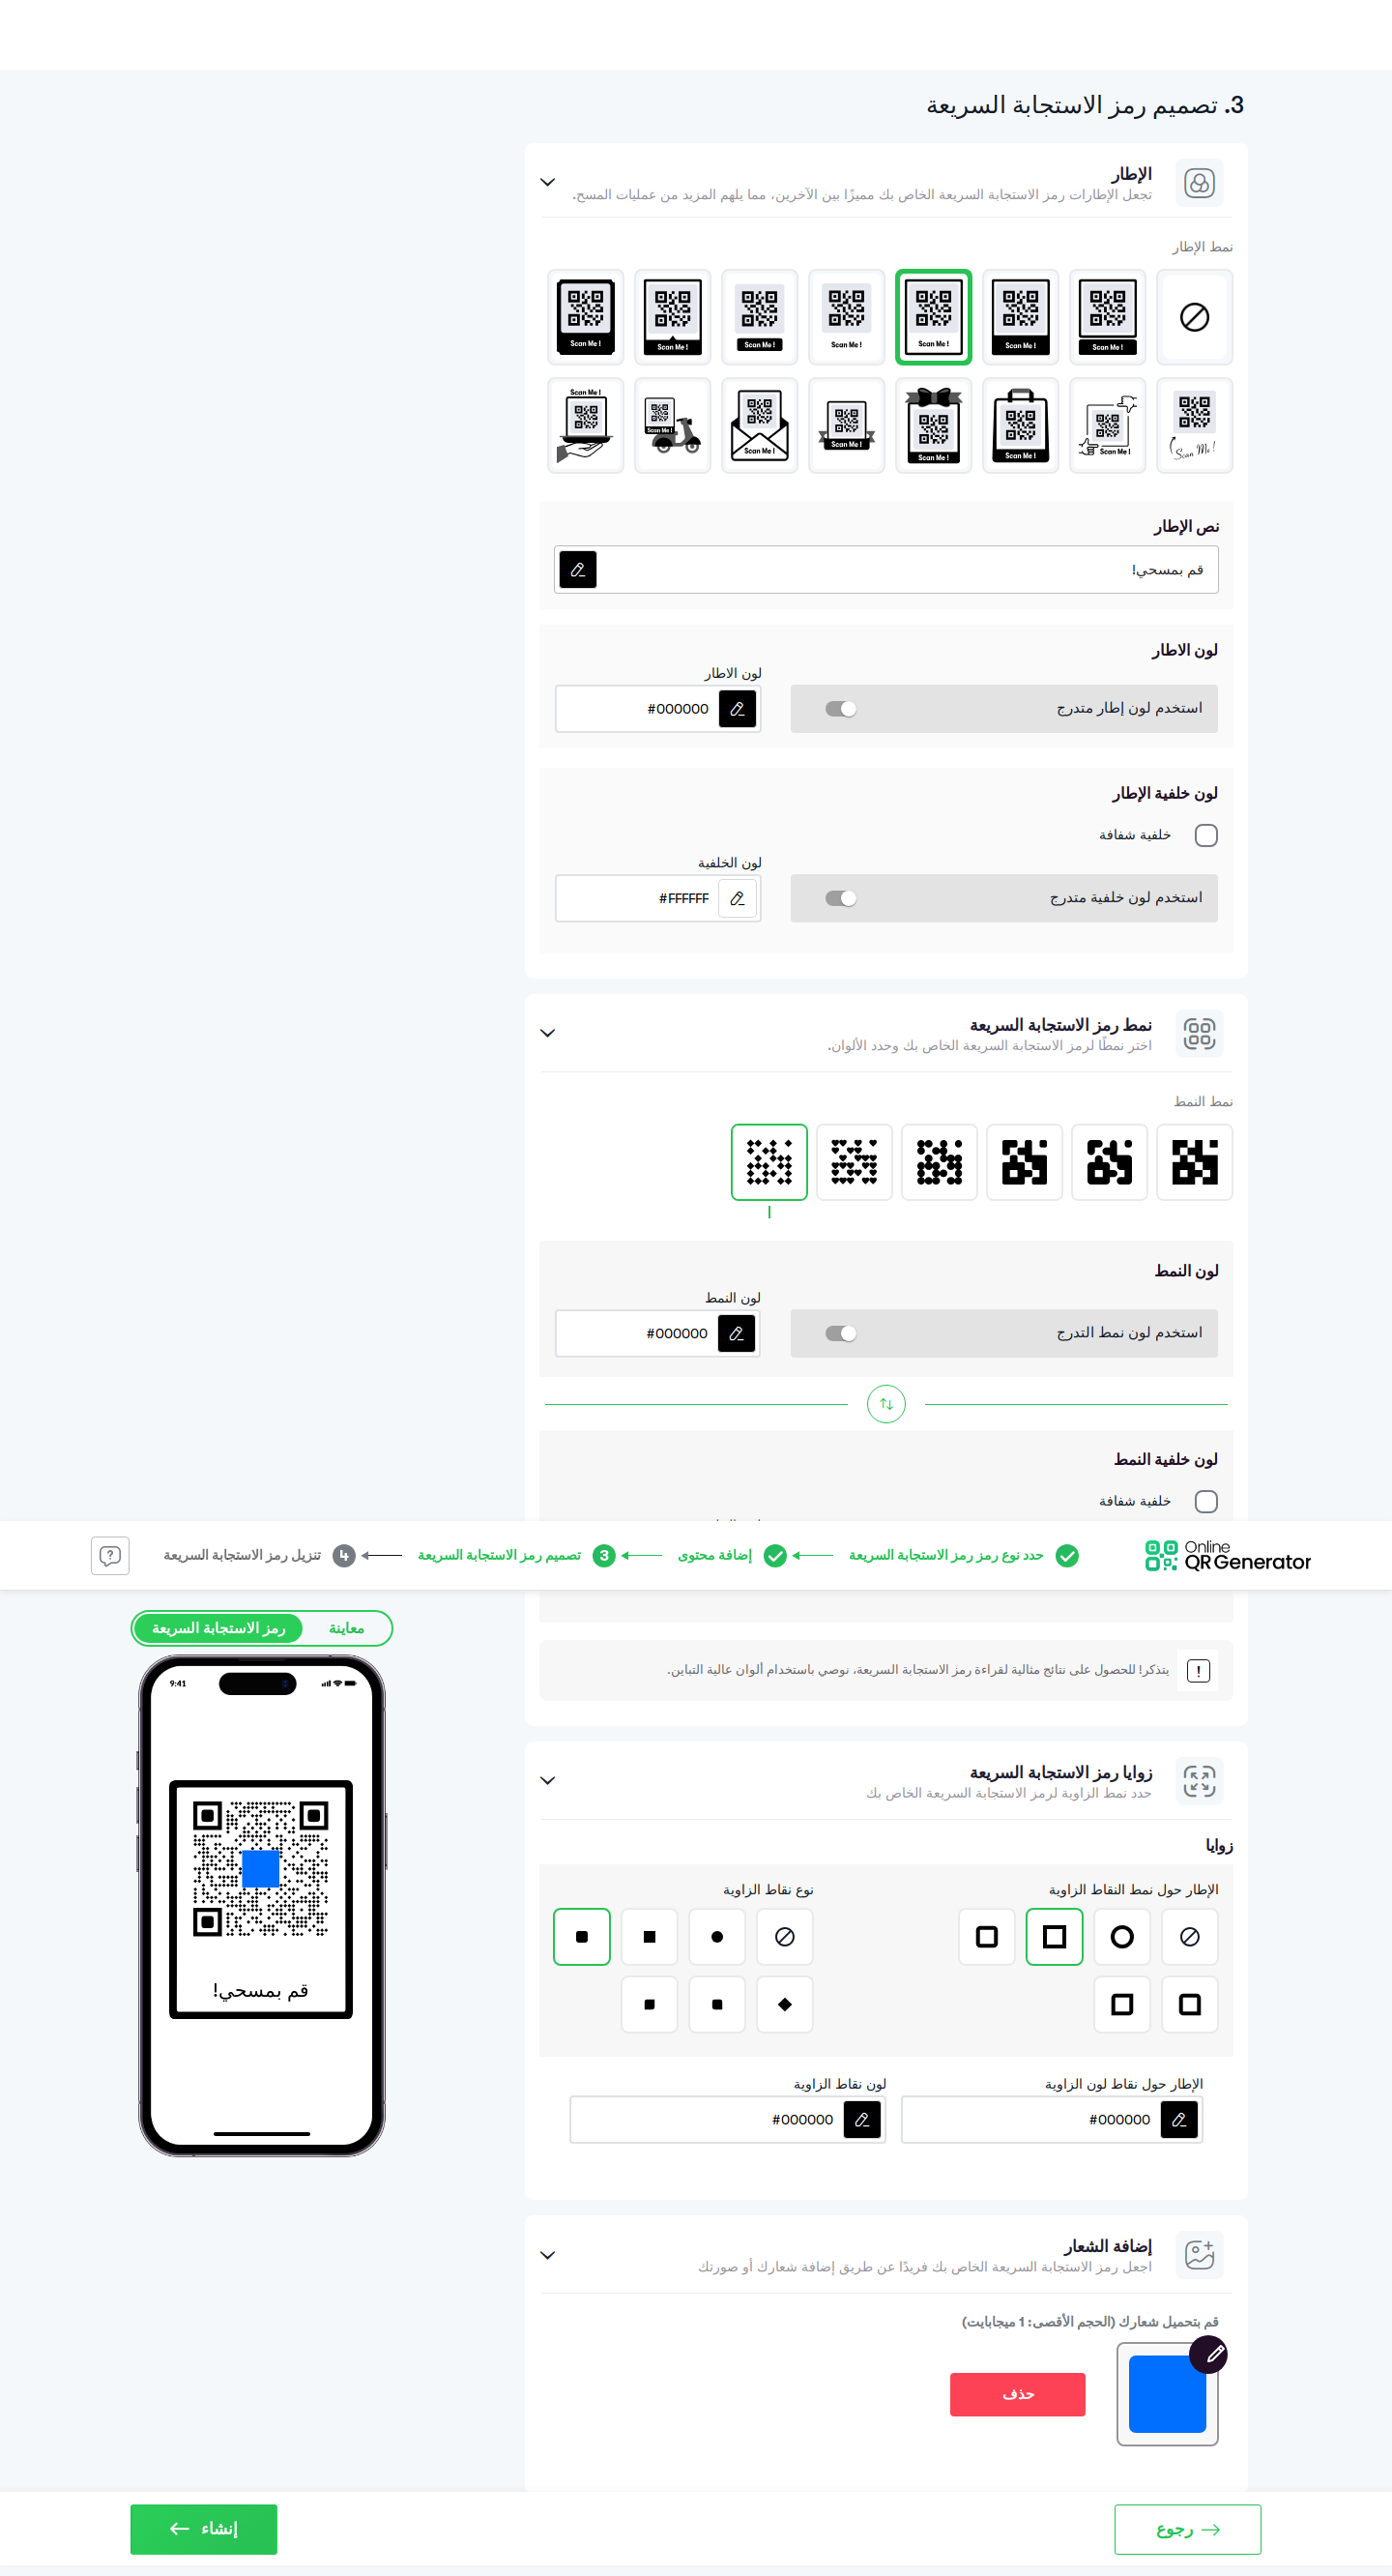 3. تصميم رمز الاستجابة السريعة
الإطار
تجعل الإطارات رمز الاستجابة السريعة الخاص بك مميزًا بين الآخرين، مما يلهم المزيد من عمليات المسح.
نمط الإطار
Scan Me ! Scan Me ! Scan Me ! Scan Me ! Scan Me ! Scan Me ! Scan Me !
Scan Me ! Scan Me ! Scan Me ! Scan Me ! Scan Me ! Scan Me ! Scan Me ! Scan Me !
نص الإطار
قم بمسحي!
لون الاطار
لون الاطار
استخدم لون إطار متدرج
#000000
لون خلفية الإطار
خلفية شفافة
لون الخلفية
استخدم لون خلفية متدرج
#FFFFFF
نمط رمز الاستجابة السريعة
اختر نمطًا لرمز الاستجابة السريعة الخاص بك وحدد الألوان.
نمط النمط
لون النمط
لون النمط
استخدم لون نمط التدرج
#000000
لون خلفية النمط
خلفية شفافة
Online
QR Generator
حدد نوع رمز رمز الاستجابة السريعة
إضافة محتوى
3 تصميم رمز الاستجابة السريعة
4 تنزيل رمز الاستجابة السريعة
معاينة
رمز الاستجابة السريعة
9:41
قم بمسحي!
يتذكر! للحصول على نتائج مثالية لقراءة رمز الاستجابة السريعة، نوصي باستخدام ألوان عالية التباين.
زوايا رمز الاستجابة السريعة
حدد نمط الزاوية لرمز الاستجابة السريعة الخاص بك
زوايا
الإطار حول نمط النقاط الزاوية
نوع نقاط الزاوية
الإطار حول نقاط لون الزاوية
لون نقاط الزاوية
#000000
#000000
إضافة الشعار
اجعل رمز الاستجابة السريعة الخاص بك فريدًا عن طريق إضافة شعارك أو صورتك
قم بتحميل شعارك (الحجم الأقصى: 1 ميجابايت)
حذف
رجوع
إنشاء